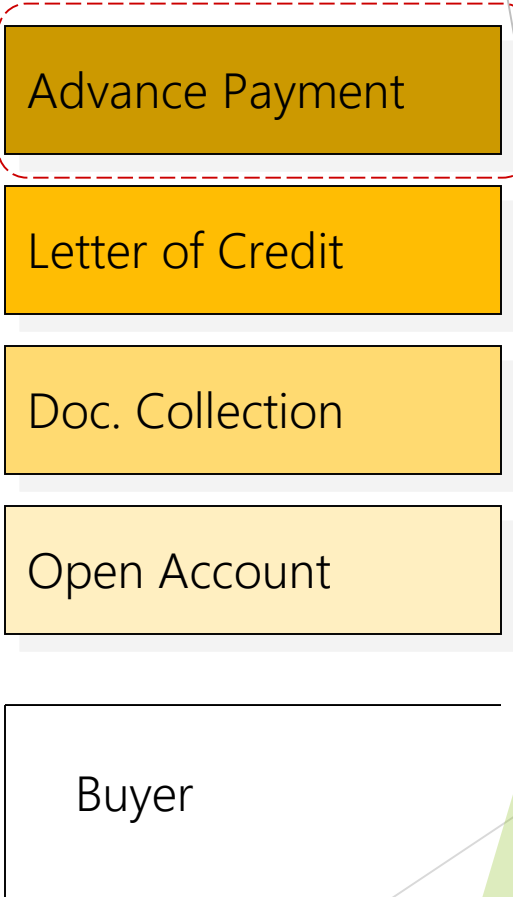 Advance Payment
Letter of Credit
Doc. Collection
Open Account
Buyer